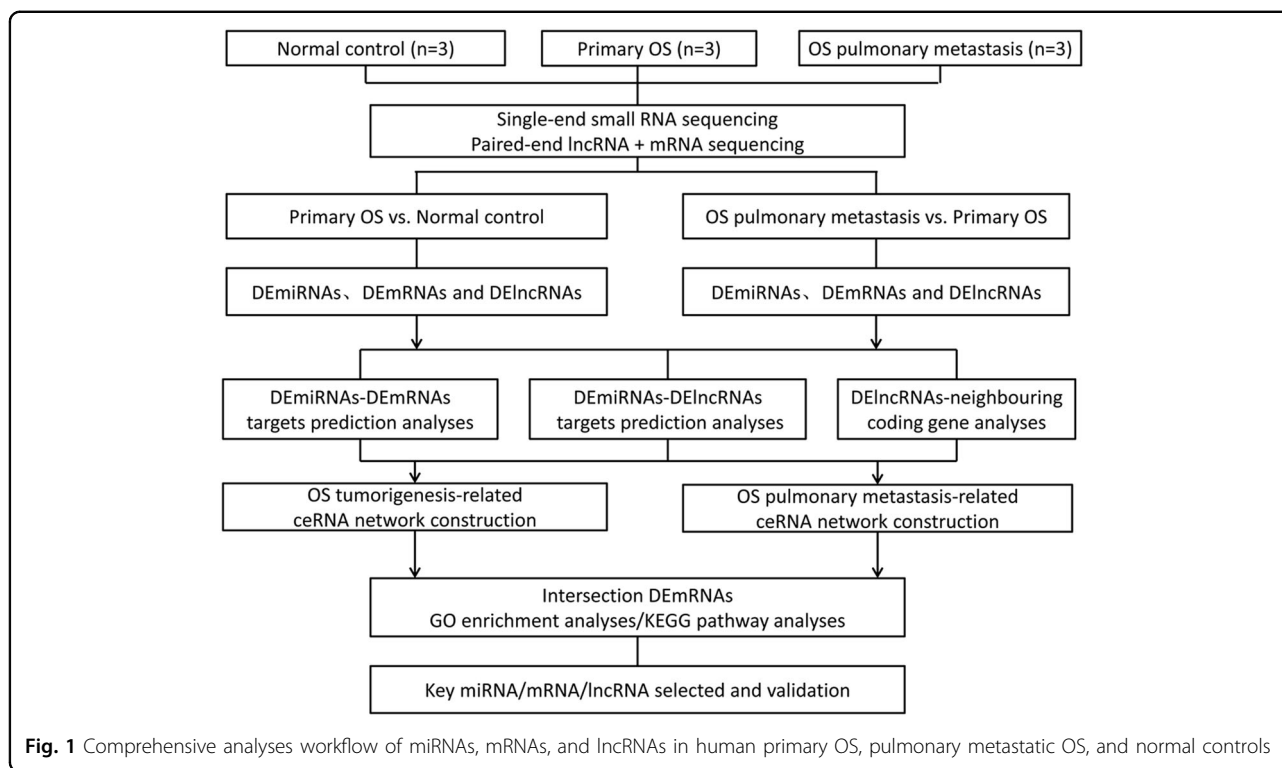 Normal control (n=3)
Primary OS (n=3)
OS pulmonary metastasis (n=3)
Single-end small RNA sequencing
Paired-end lncRNA + mRNA sequencing
Primary OS vs. Normal control
OS pulmonary metastasis vs. Primary OS
DEmiRNAs、DEmRNAs and DElncRNAs
DEmiRNAs、DEmRNAs and DElncRNAs
DEmiRNAs-DEmRNAs
targets prediction analyses
DEmiRNAs-DElncRNAs
targets prediction analyses
DElncRNAs-neighbouring
coding gene analyses
OS tumorigenesis-related
ceRNA network construction
OS pulmonary metastasis-related
ceRNA network construction
Intersection DEmRNAs
GO enrichment analyses/KEGG pathway analyses
Key miRNA/mRNA/lncRNA selected and validation
Fig. 1 Comprehensive analyses workflow of miRNAs, mRNAs, and lncRNAs in human primary OS, pulmonary metastatic OS, and normal controls